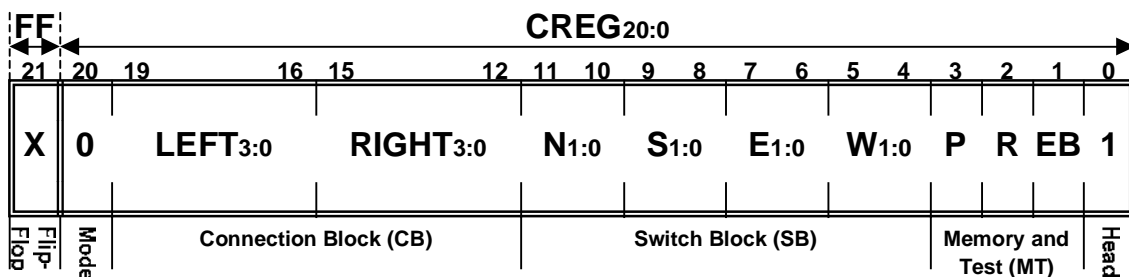 FF CREG20:0
21 20 19 16 15 12 11 10 9 8 7 6 5 4 3 2 1 0
X 0 LEFT3:0 RIGHT3:0 N1:0 S1:0 E1:0 W1:0 P R EB 1
Flip-
Flop
Mode
Connection Block (CB)
Switch Block (SB)
Memory and
Test (MT)
Head